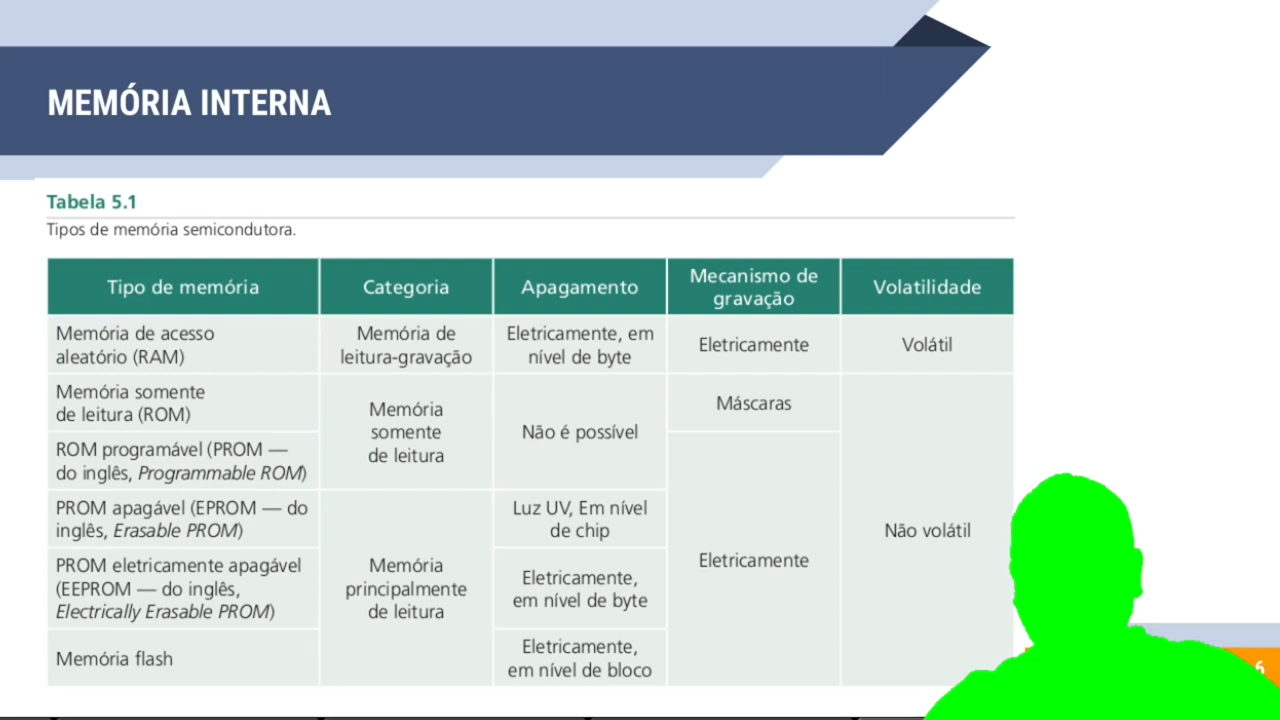 MEMÓRIA INTERNA
Tabela 5.1
Tipos de memória semicondutora.
Tipo de memória
Categoria
Apagamento
Mecanismo de
gravação
Volatilidade
Memória de acesso
aleatório (RAM)
Memória de
leitura-gravação
Eletricamente, em
nível de byte
Eletricamente
Volátil
Memória somente
de leitura (ROM)
Memória
somente
de leitura
Não é possível
Máscaras
Não volátil
ROM programável (PROM —
do inglês, Programmable ROM)
Eletricamente
PROM apagável (EPROM — do
inglês, Erasable PROM)
Memória
principalmente
de leitura
Luz UV, Em nível
de chip
PROM eletricamente apagável
(EEPROM — do inglês,
Electrically Erasable PROM)
Eletricamente,
em nível de byte
Memória flash
Eletricamente,
em nível de bloco
6